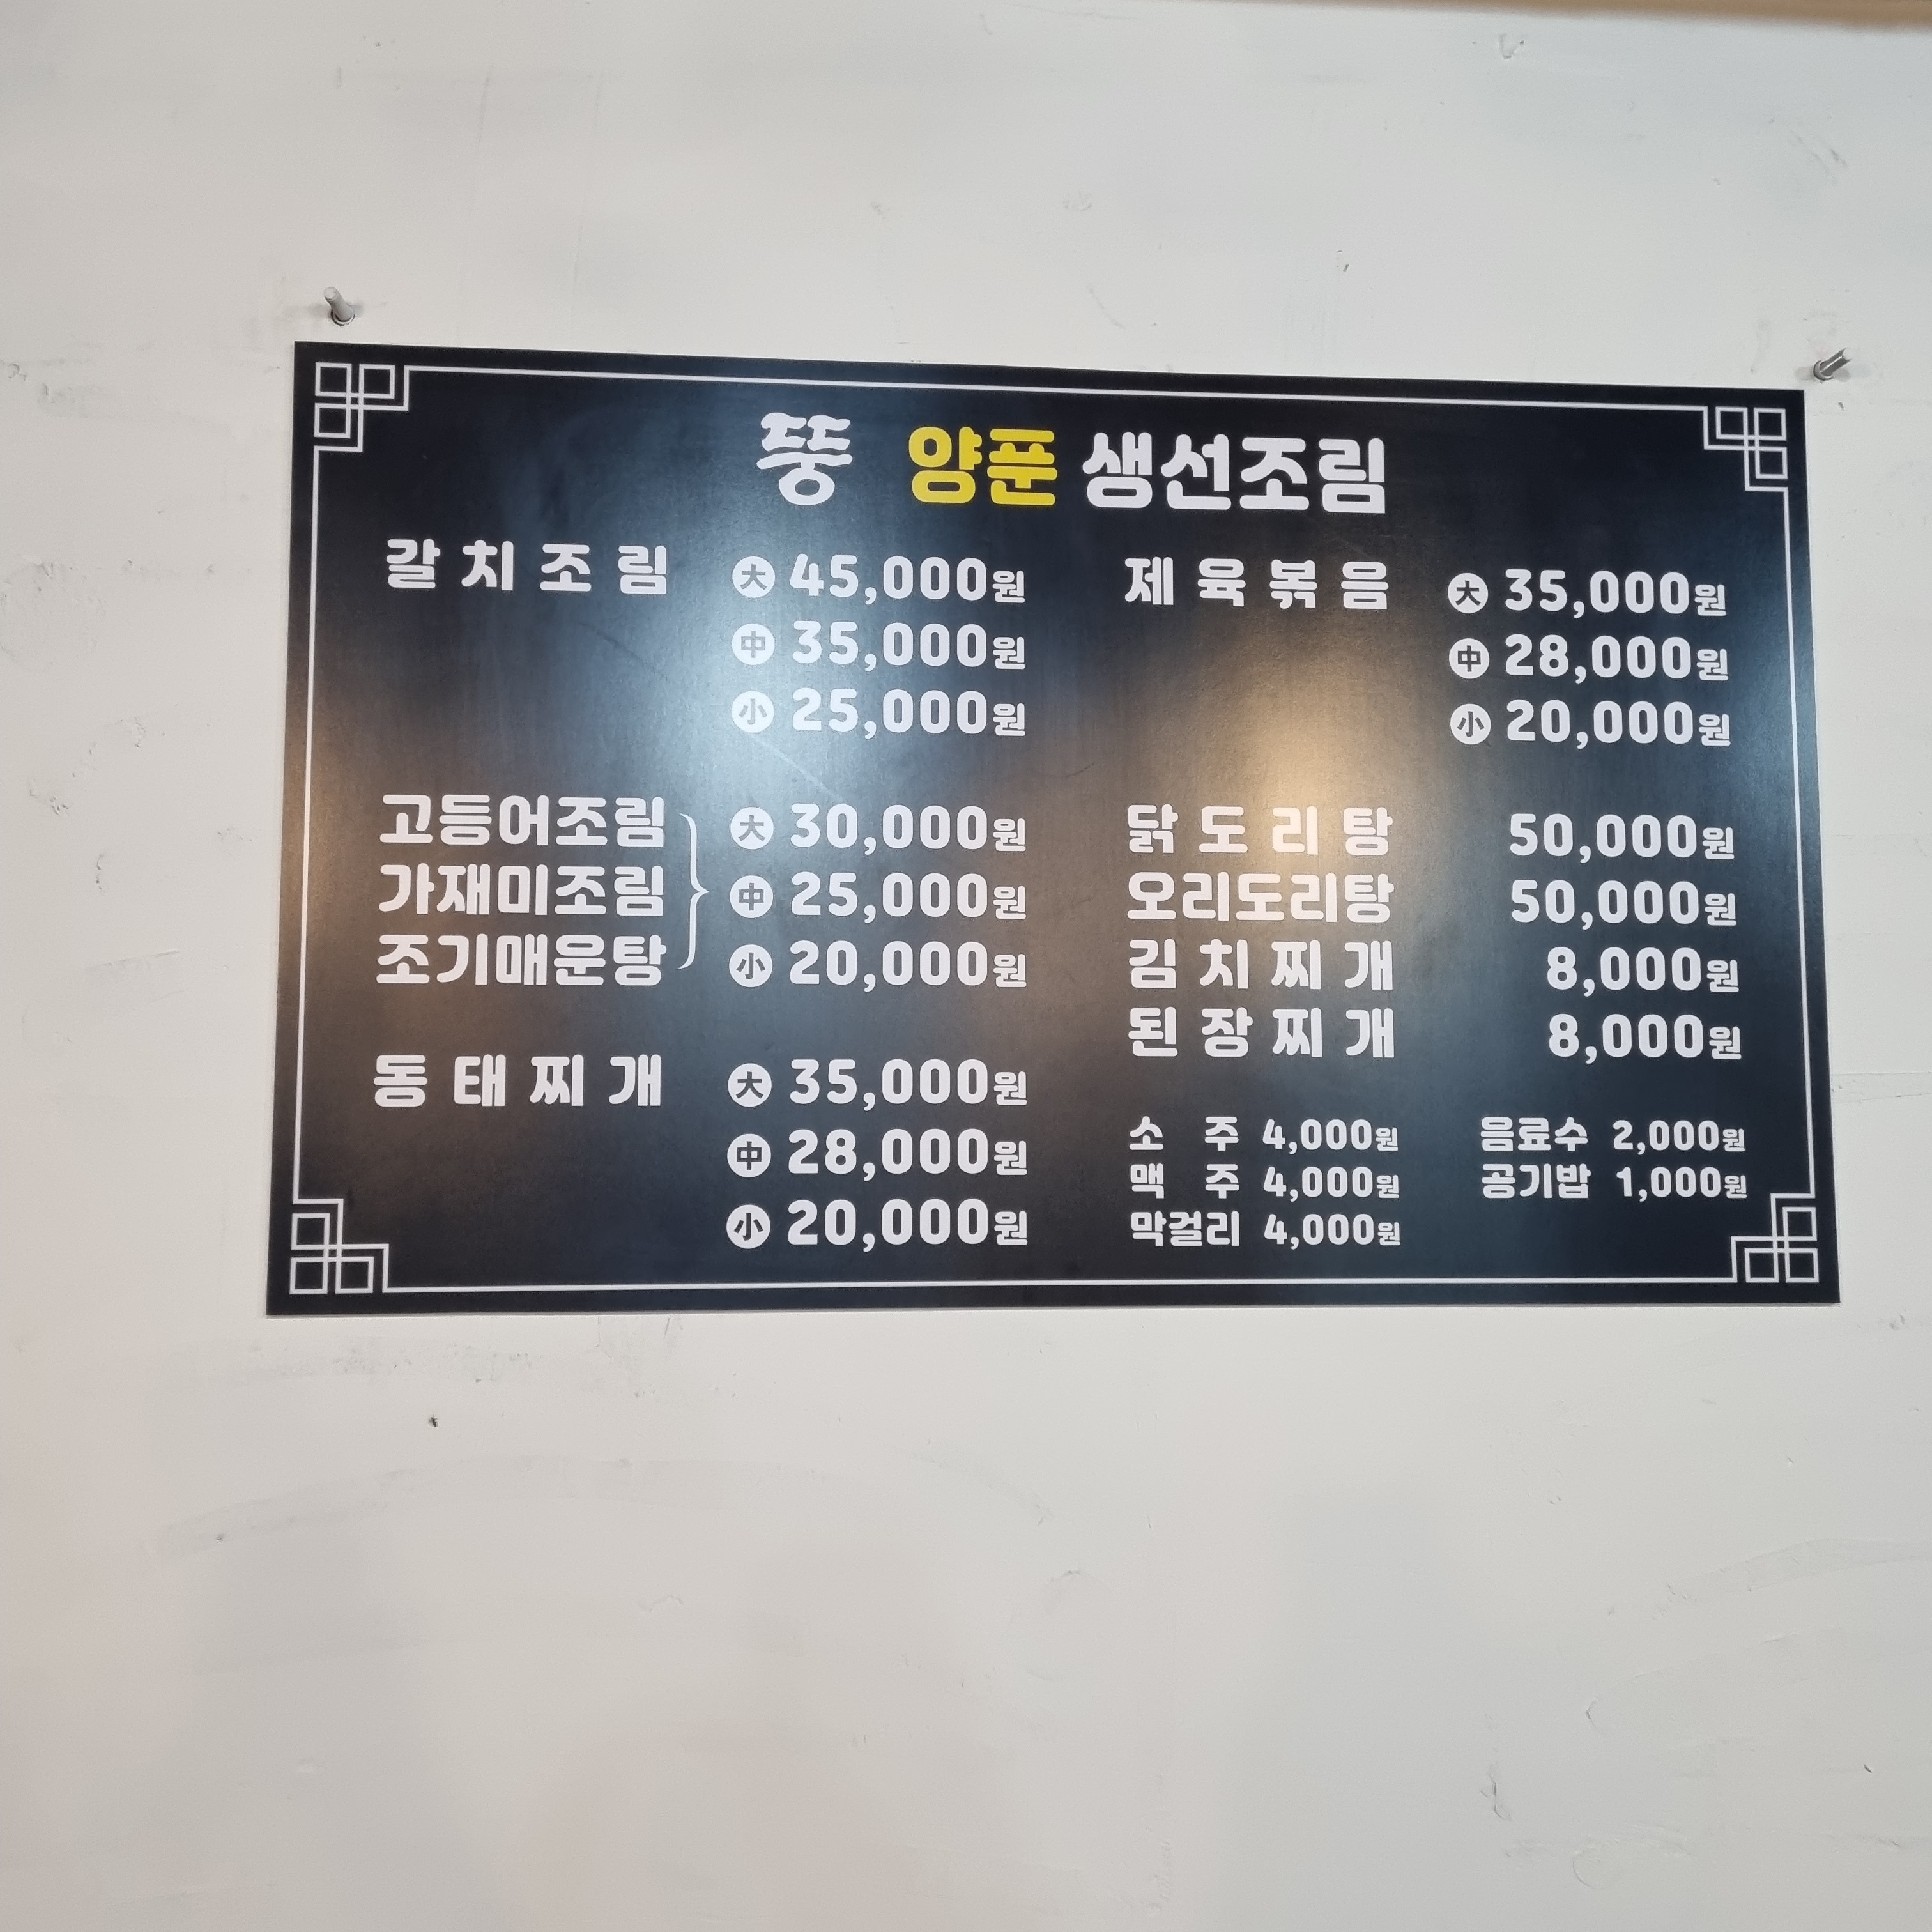 뚱 양푼 생선조림
갈치조림 大 45,000원
中 35,000원
小 25,000원
고등어조림
가재미조림
조기매운탕
大 30,000원
中 25,000원
小 20,000원
동태찌개 大 35,000원
中 28,000원
小 20,000원
제육볶음 大 35,000원
中 28,000원
小 20,000원
닭도리탕 50,000원
오리도리탕 50,000원
김치찌개 8,000원
된장찌개 8,000원
소주 4,000원
맥주 4,000원
막걸리 4,000원
음료수 2,000원
공기밥 1,000원